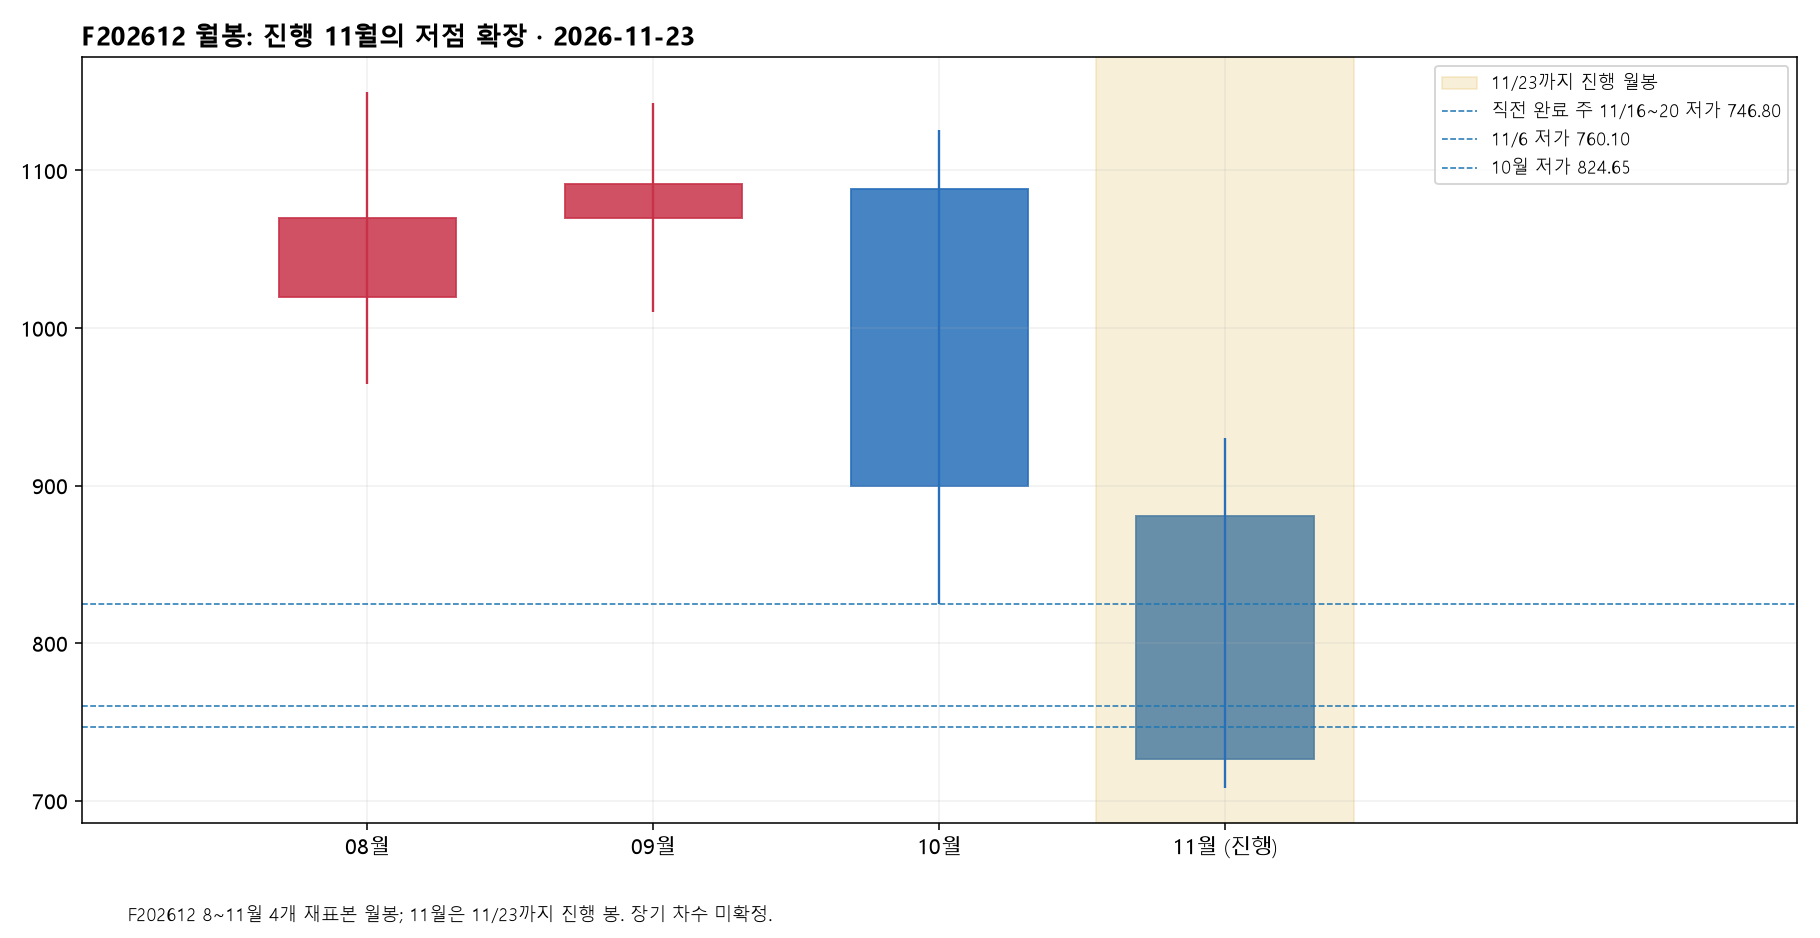 F202612 월봉: 진행 11월의 저점 확장 · 2026-11-23
11/23까지 진행 월봉
직전 완료 주 11/16~20 저가 746.80
11/6 저가 760.10
10월 저가 824.65
1100
1000
900
800
700
08월
09월
10월
11월 (진행)
F202612 8~11월 4개 재표본 월봉; 11월은 11/23까지 진행 봉. 장기 차수 미확정.